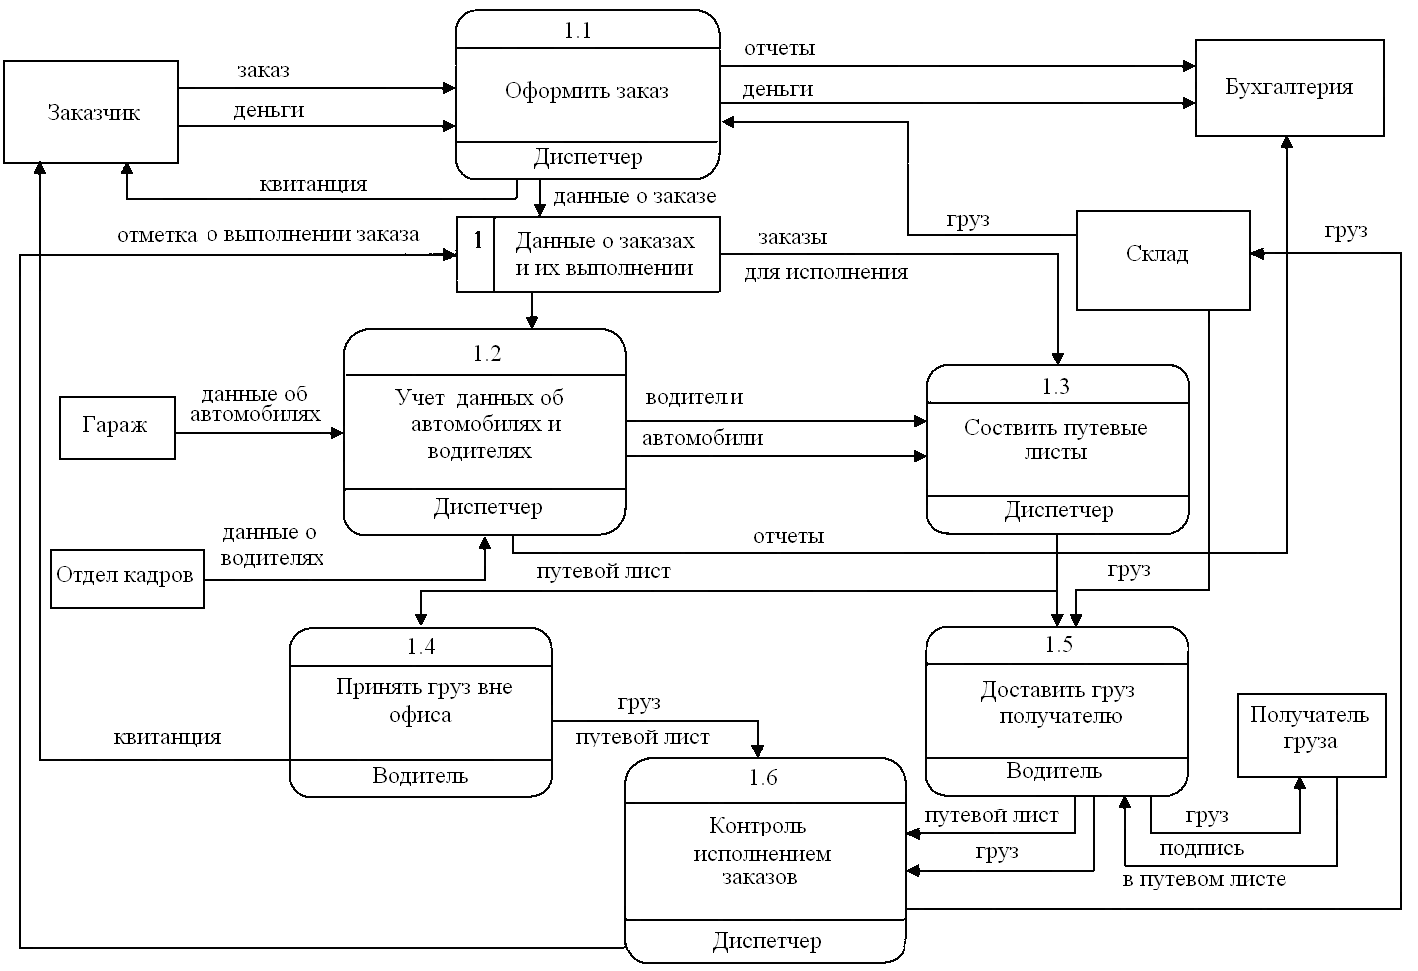 1.1
отчеты
заказ
Оформить заказ
деньги
Бухгалтерия
Заказчик
деньги
Диспетчер
квитанция
данные о заказе
груз
груз
отметка о выполнении заказа
1
Данные о заказах
и их выполнении
заказы
для исполнения
Склад
1.2
данные об
автомобилях
Учет данных об
автомобилях и
водителях
водители
автомобили
1.3
Соствить путевые
листы
Гараж
Диспетчер
Диспетчер
данные о
водителях
отчеты
Отдел кадров
путевой лист
груз
1.4
Принять груз вне
офиса
груз
путевой лист
1.5
Доставить груз
получателю
Получатель
груза
квитанция
Водитель
1.6
Водитель
Контроль
исполнением
заказов
путевой лист
груз
груз
подпись
в путевом листе
Диспетчер